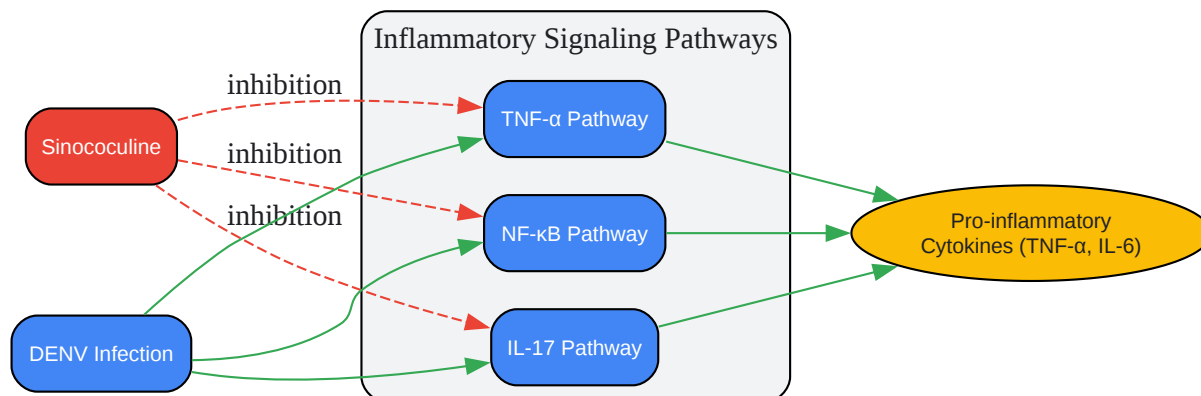 Inflammatory Signaling Pathways
inhibition
TNF-α Pathway
Sinococuline
inhibition
inhibition
NF-κB Pathway
Pro-inflammatory
Cytokines (TNF-α, IL-6)
DENV Infection
IL-17 Pathway